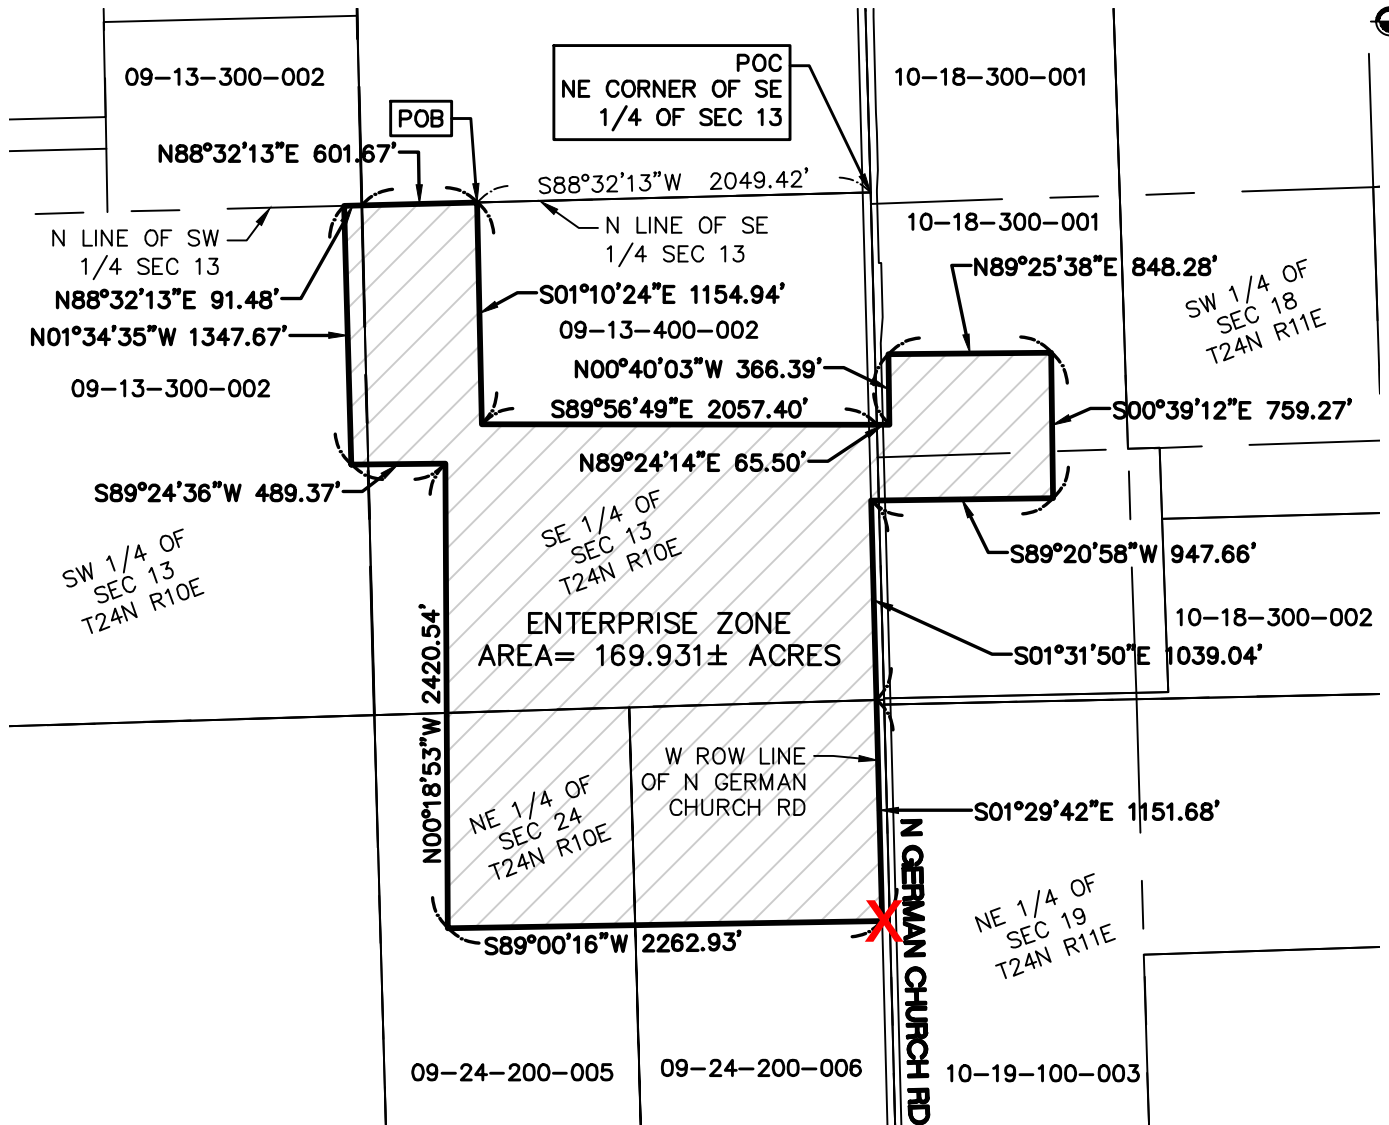 09-13-300-002
POC
NE CORNER OF SE
1/4 OF SEC 13
10-18-300-001
POB
N88°32'13"E 601.67'
S88°32'13"W 2049.42'
N LINE OF SW
1/4 SEC 13
N LINE OF SE
1/4 SEC 13
10-18-300-001
N89°25'38"E 848.28'
SW 1/4 OF
SEC 18
T24N R11E
N88°32'13"E 91.48'
S01°10'24"E 1154.94'
N01°34'35"W 1347.67'
09-13-400-002
09-13-300-002
N00°40'03"W 366.39'
S89°56'49"E 2057.40'
S00°39'12"E 759.27'
N89°24'14"E 65.50'
S89°24'36"W 489.37'
SE 1/4 OF
SEC 13
T24N R10E
SW 1/4 OF
SEC 13
T24N R10E
S89°20'58"W 947.66'
10-18-300-002
ENTERPRISE ZONE
AREA= 169.931± ACRES
S01°31'50"E 1039.04'
N00°18'53"W 2420.54'
W ROW LINE
OF N GERMAN
CHURCH RD
NE 1/4 OF
SEC 24
T24N R10E
S01°29'42"E 1151.68'
N GERMAN CHURCH RD
NE 1/4 OF
SEC 19
T24N R11E
X
S89°00'16"W 2262.93'
09-24-200-005
09-24-200-006
10-19-100-003